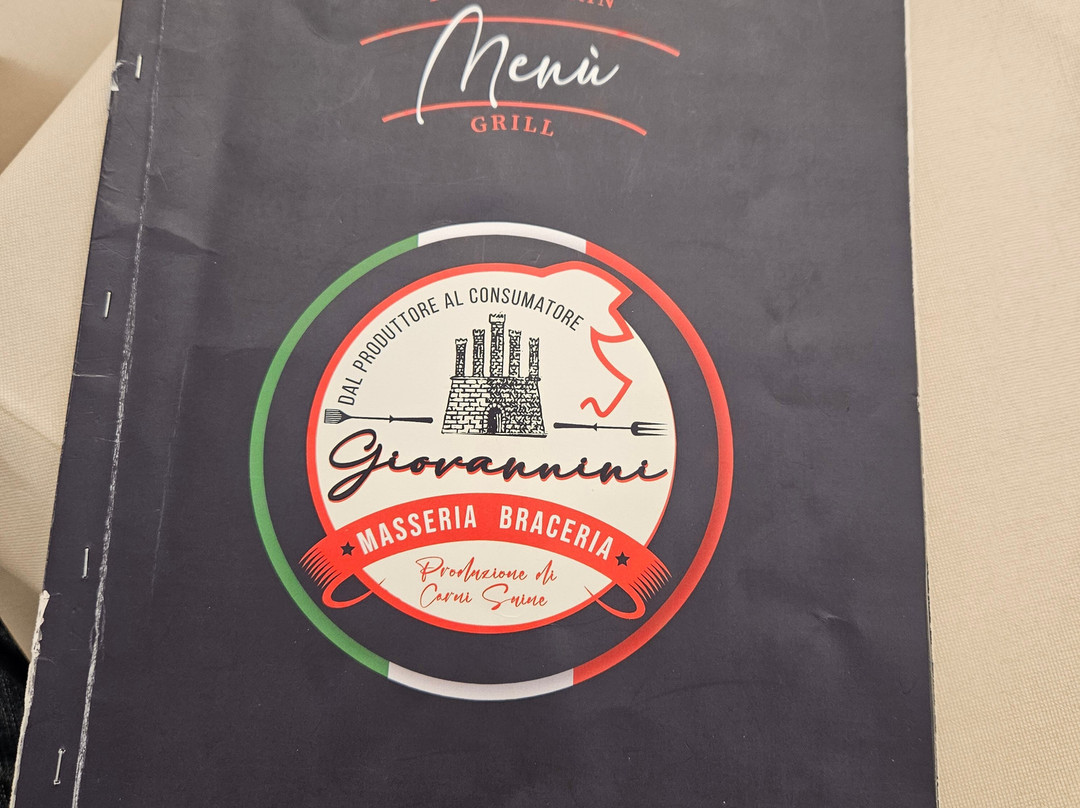 Menù
GRILL
DAL PRODUTTORE AL CONSUMATORE
Giovannini
MASSERIA BRACERIA
Produzione di
Carni Suine